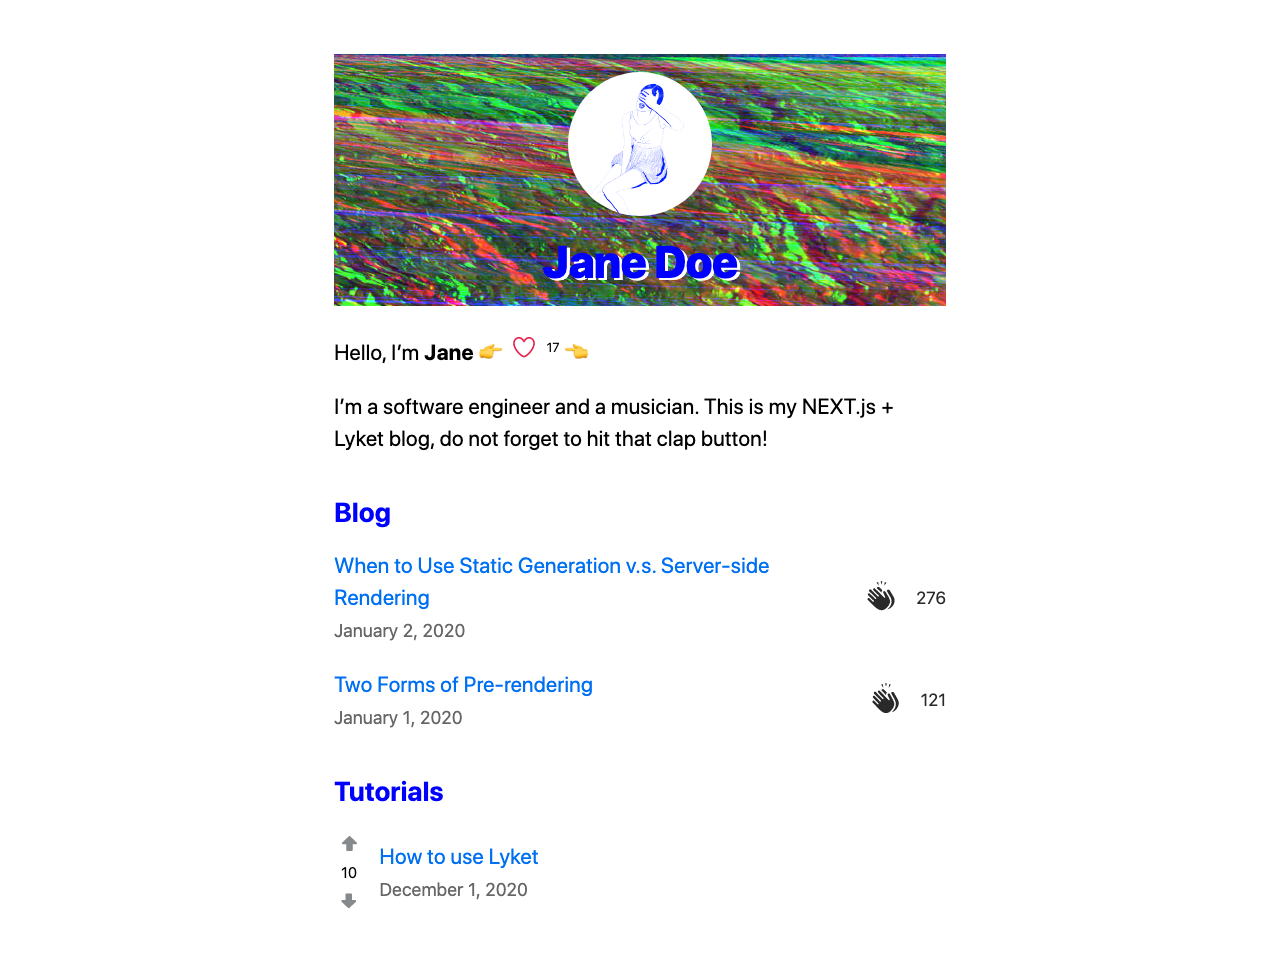 Jane Doe
Hello, I’m Jane 👉 17 👈
I’m a software engineer and a musician. This is my NEXT.js +
Lyket blog, do not forget to hit that clap button!
Blog
When to Use Static Generation v.s. Server-side
Rendering
276
January 2, 2020
Two Forms of Pre-rendering
121
January 1, 2020
Tutorials
10
How to use Lyket
December 1, 2020